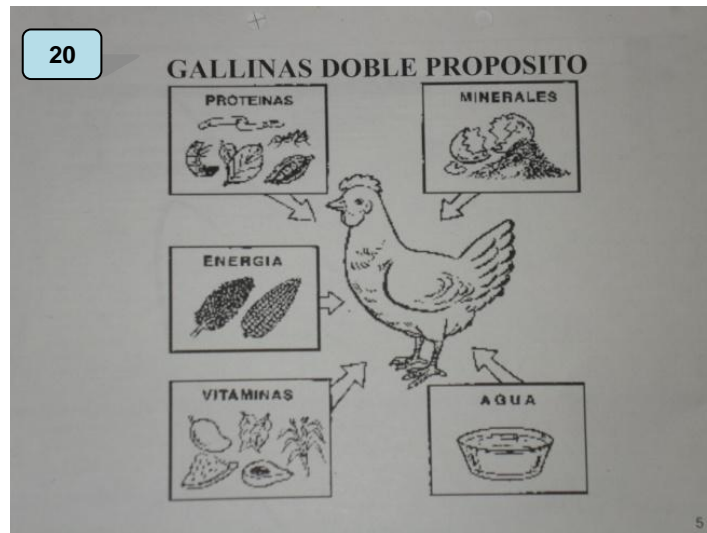 20
GALLINAS DOBLE PROPOSITO
PROTEINAS
MINERALES
ENERGIA
VITAMINAS
AGUA
5